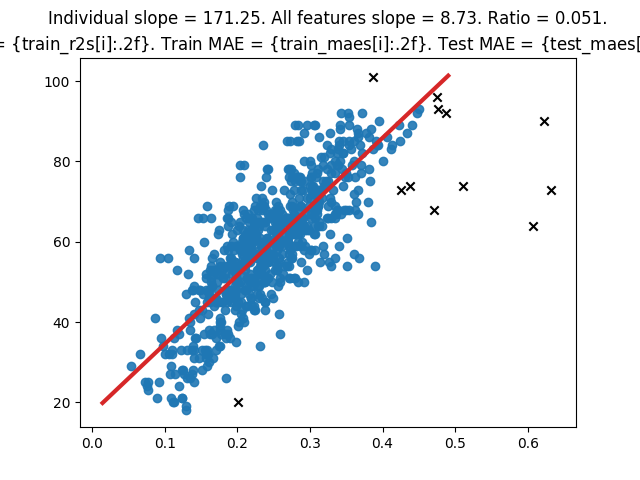 Individual slope = 171.25. All features slope = 8.73. Ratio = 0.051.
= {train_r2s[i]:.2f}. Train MAE = {train_maes[i]:.2f}. Test MAE = {test_maes[
100
80
60
40
20
0.0 0.1 0.2 0.3 0.4 0.5 0.6